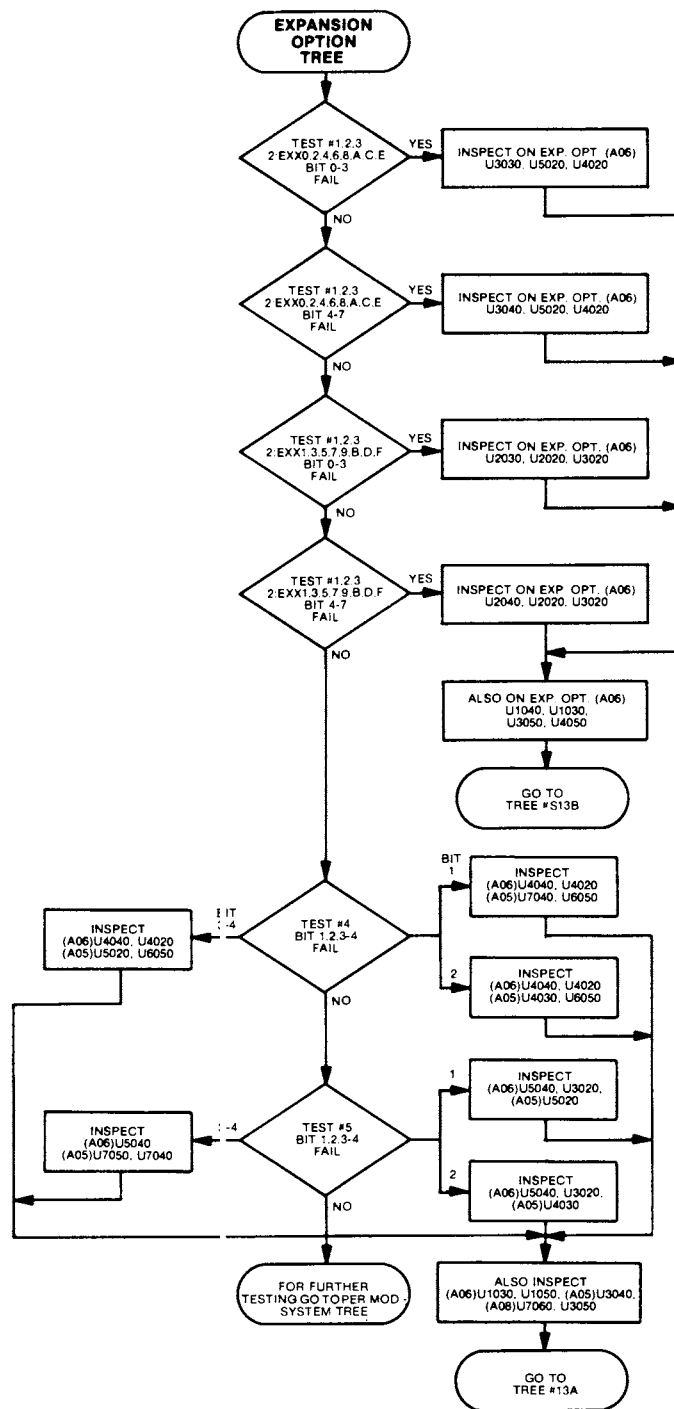 EXPANSION
OPTION
TREE
TEST #1.2.3
2:EXX0.2.4.6.8.A.C.E
BIT 0-3
FAIL
YES
INSPECT ON EXP. OPT. (A06)
U3030, U5020, U4020
NO
TEST #1.2.3
2:EXX0.2.4.6.8.A.C.E
BIT 4-7
FAIL
YES
INSPECT ON EXP. OPT. (A06)
U3040, U5020, U4020
NO
TEST #1.2.3
2:EXX1.3.5.7.9.B.D.F
BIT 0-3
FAIL
YES
INSPECT ON EXP. OPT. (A06)
U2030, U2020, U3020
NO
TEST #1.2.3
2:EXX1.3.5.7.9.B.D.F
BIT 4-7
FAIL
YES
INSPECT ON EXP. OPT. (A06)
U2040, U2020, U3020
NO
ALSO ON EXP. OPT. (A06)
U1040, U1030,
U3050, U4050
GO TO
TREE #S13B
BIT
1
INSPECT
(A06)U4040, U4020
(A05)U7040, U6050
INSPECT
(A06)U4040, U4020
(A05)U5020, U6050
BIT
3-4
TEST #4
BIT 1.2.3-4
FAIL
2
INSPECT
(A06)U4040, U4020
(A05)U4030, U6050
NO
1
INSPECT
(A06)U5040, U3020,
(A05)U5020
INSPECT
(A06)U5040
(A05)U7050, U7040
3-4
TEST #5
BIT 1.2.3-4
FAIL
2
INSPECT
(A06)U5040, U3020,
(A05)U4030
NO
FOR FURTHER
TESTING GO TO PER MOD -
SYSTEM TREE
ALSO INSPECT
(A06)U1030, U1050, (A05)U3040,
(A08)U7060, U3050
GO TO
TREE #13A